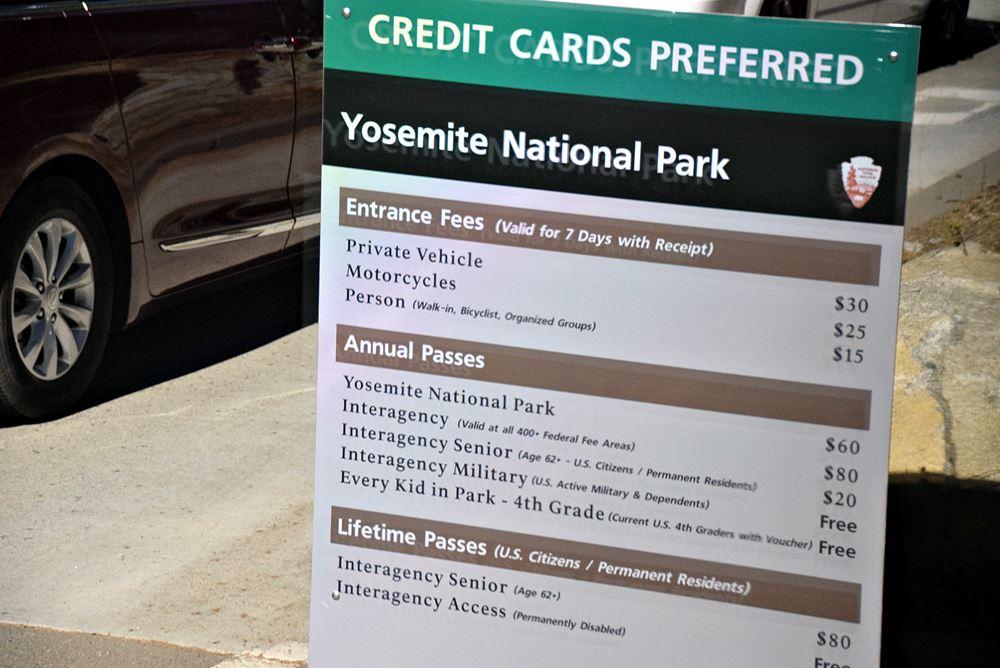 CREDIT CARDS PREFERRED
Yosemite National Park
Entrance Fees (Valid for 7 Days with Receipt)
Private Vehicle $30
Motorcycles $25
Person (Walk-in, Bicyclist, Organized Groups) $15
Annual Passes
Yosemite National Park $60
Interagency (Valid at all 400+ Federal Fee Areas) $80
Interagency Senior (Age 62+ - U.S. Citizens / Permanent Residents) $20
Interagency Military (U.S. Active Military & Dependents) Free
Every Kid in Park - 4th Grade (Current U.S. 4th Graders with Voucher) Free
Lifetime Passes (U.S. Citizens / Permanent Residents)
Interagency Senior (Age 62+) $80
Interagency Access (Permanently Disabled) Free